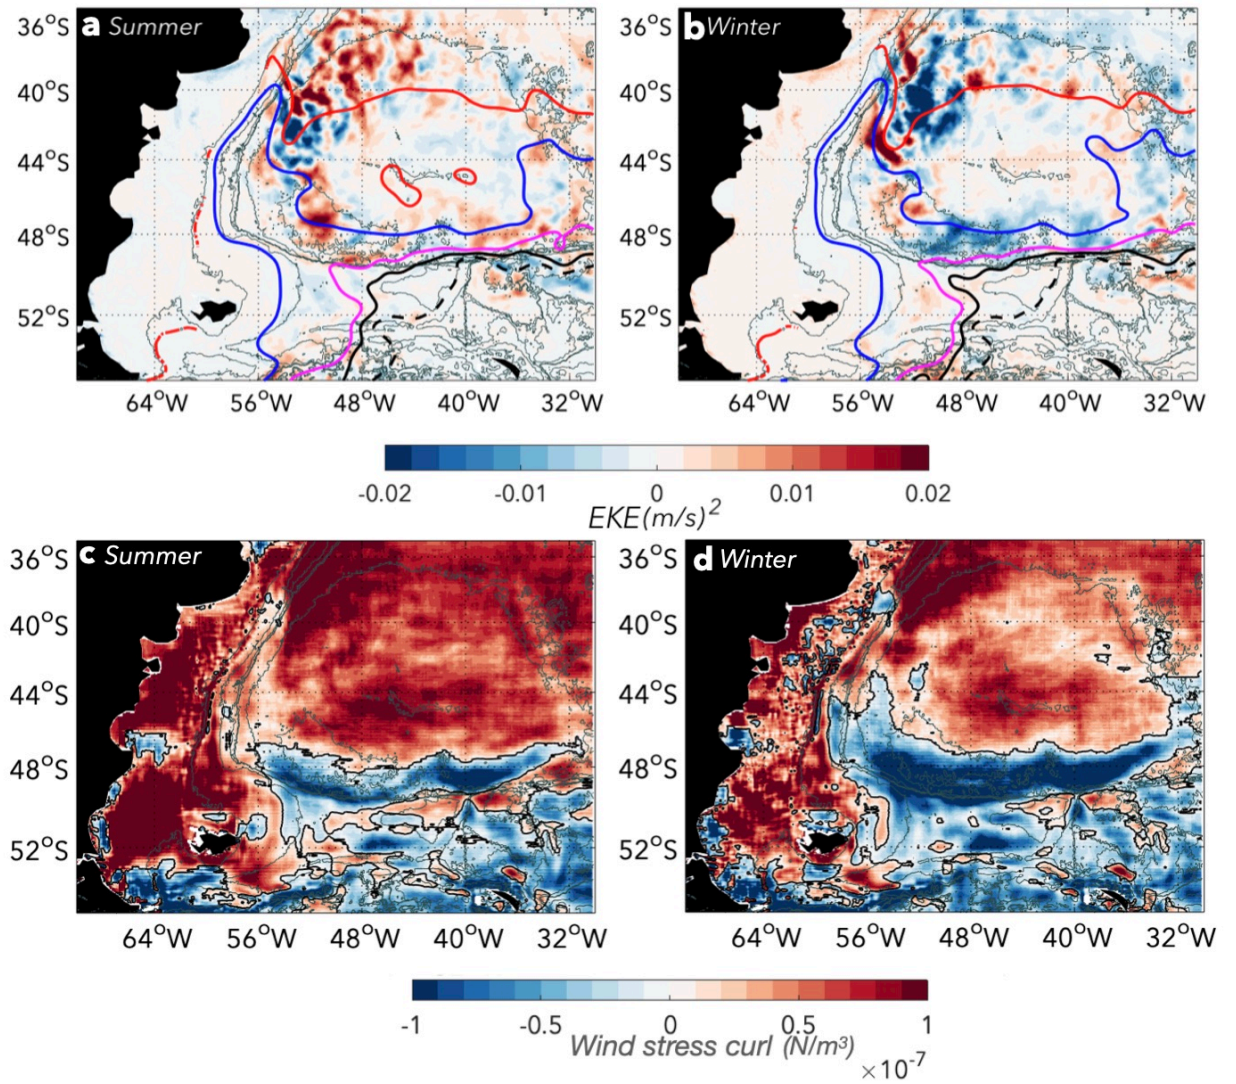 a Summer
36°S
40°S
44°S
48°S
52°S
64°W 56°W 48°W 40°W 32°W
b Winter
36°S
40°S
44°S
48°S
52°S
64°W 56°W 48°W 40°W 32°W
-0.02 -0.01 0 0.01 0.02
EKE(m/s)²
c Summer
36°S
40°S
44°S
48°S
52°S
64°W 56°W 48°W 40°W 32°W
d Winter
36°S
40°S
44°S
48°S
52°S
64°W 56°W 48°W 40°W 32°W
-1 -0.5 0 0.5 1
Wind stress curl (N/m³)
×10⁻⁷